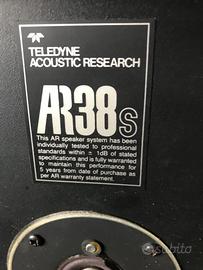 TELEDYNE
ACOUSTIC RESEARCH
AR38s
This AR speaker system has been
individually tested to professional
standards within ± 1dB of stated
specifications and is fully warranted
to maintain this performance for
5 years from date of purchase as
per AR warranty statement.
subito